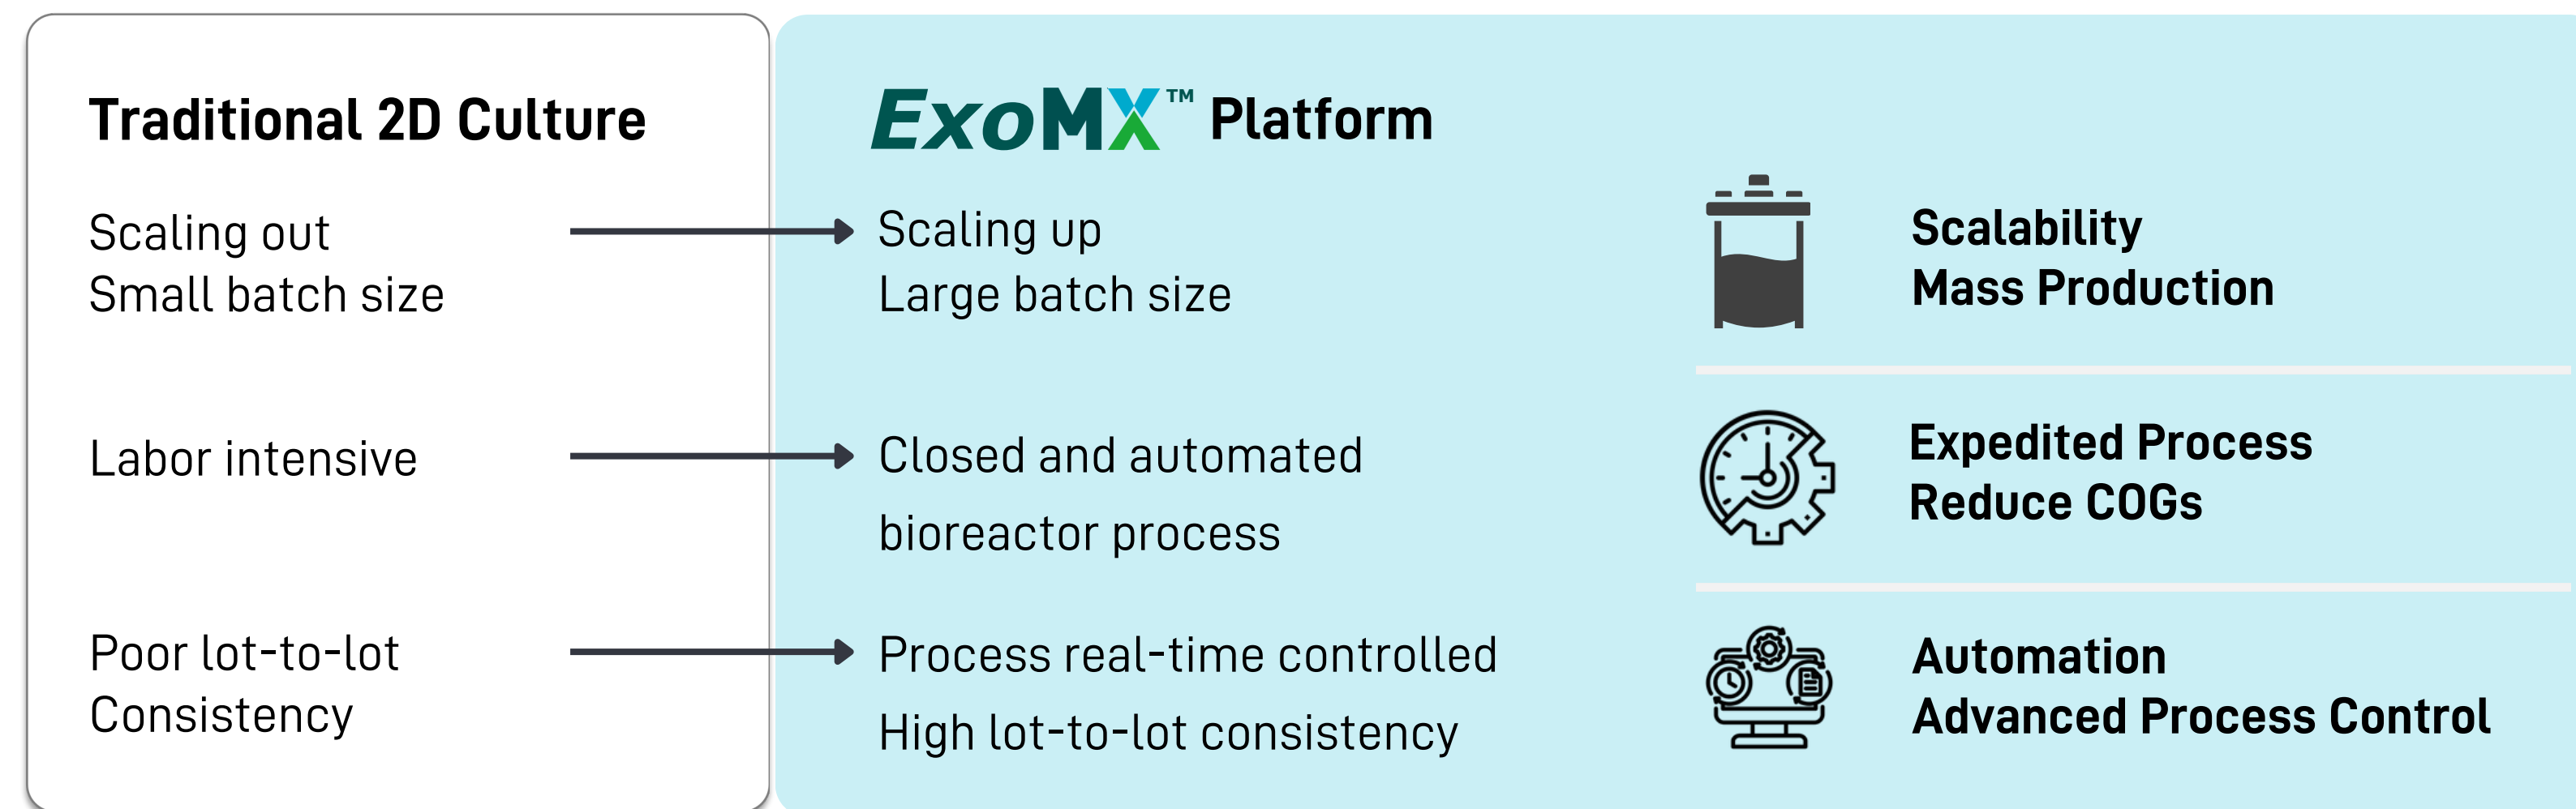 Traditional 2D Culture
Scaling out
Small batch size
Labor intensive
Poor lot-to-lot
Consistency
ExoMX™ Platform
Scaling up
Large batch size
Closed and automated
bioreactor process
Process real-time controlled
High lot-to-lot consistency
Scalability
Mass Production
Expedited Process
Reduce COGs
Automation
Advanced Process Control